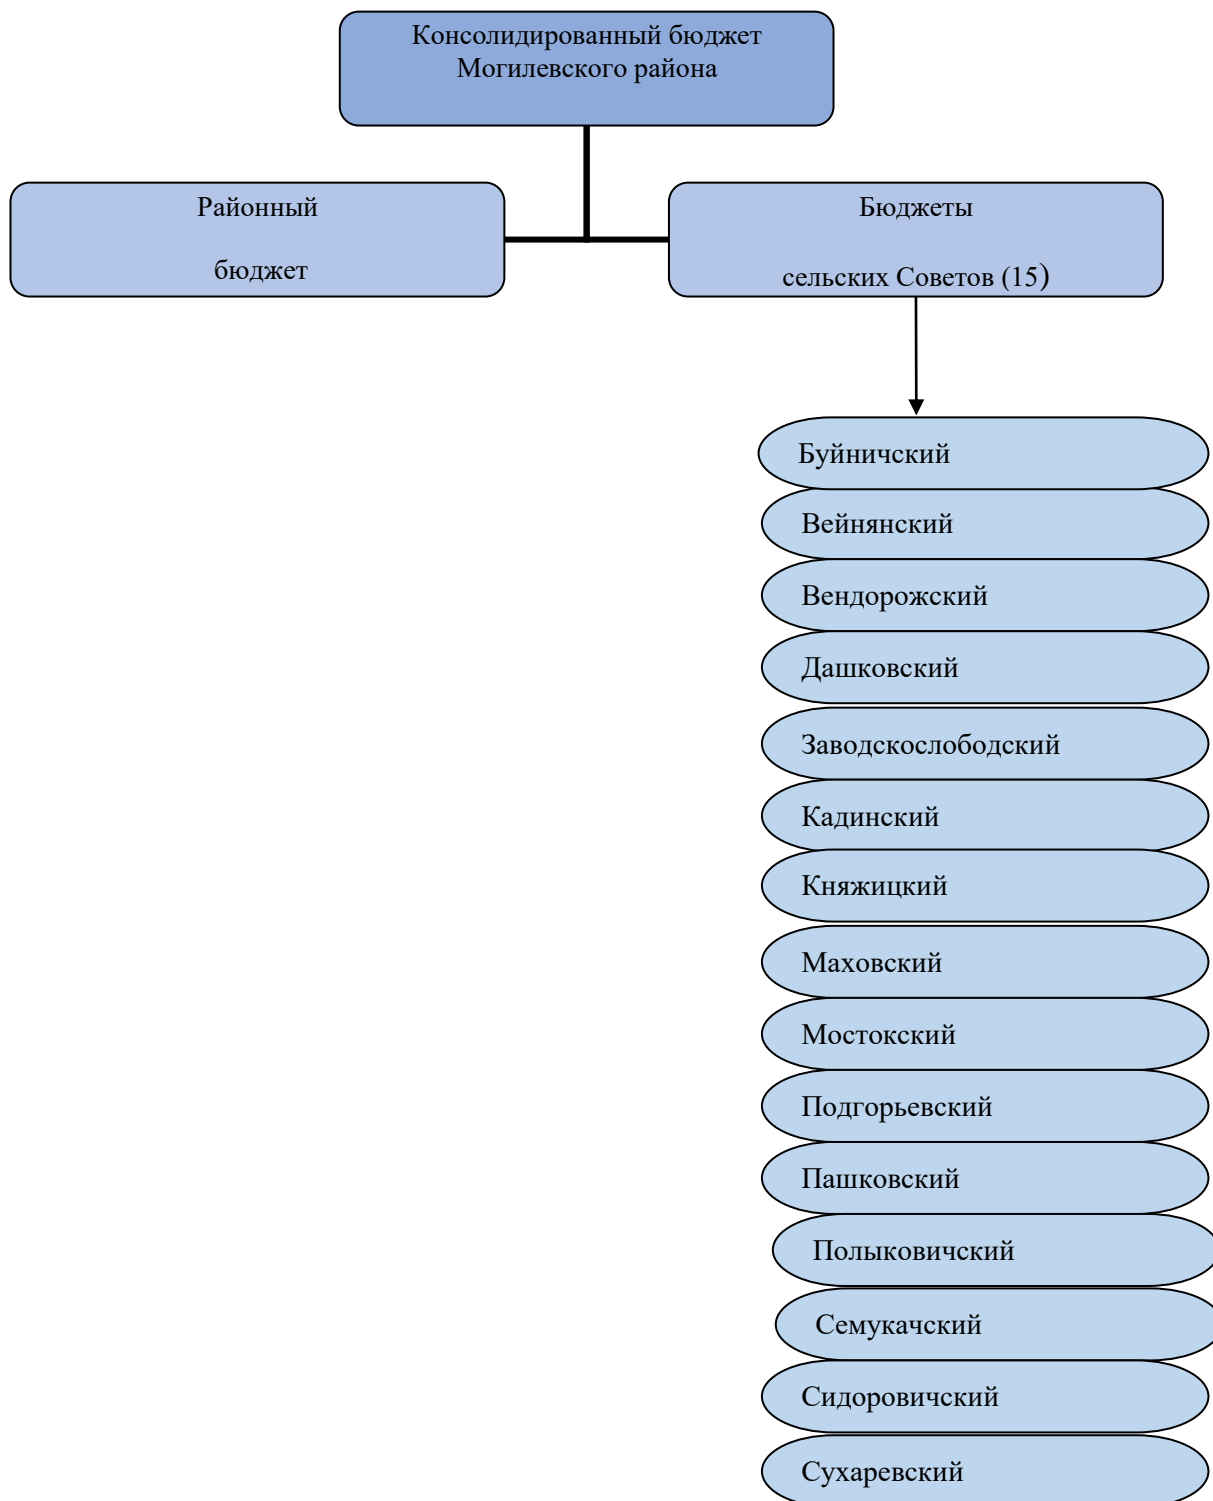 Консолидированный бюджет
Могилевского района
Районный
бюджет
Бюджеты
сельских Советов (15)
Буйничский
Вейнянский
Вендорожский
Дашковский
Заводскослободский
Кадинский
Княжицкий
Маховский
Мостокский
Подгорьевский
Пашковский
Полыковичский
Семукачский
Сидоровичский
Сухаревский